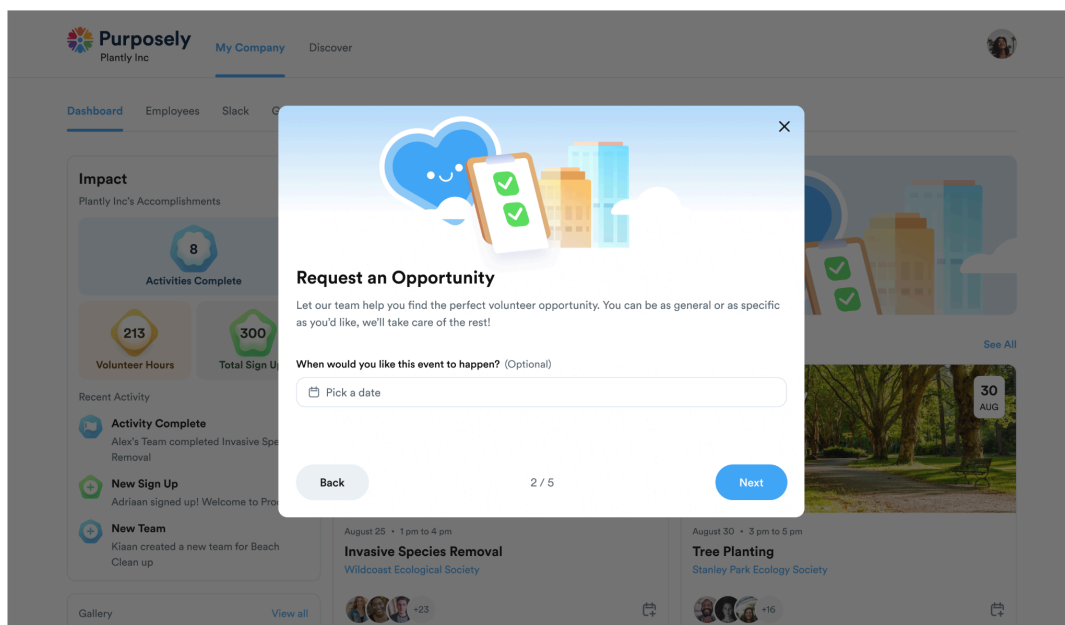 Purposely
Plantly Inc
My Company
Discover
Dashboard
Employees
Slack
Impact
Plantly Inc's Accomplishments
8
Activities Complete
213
Volunteer Hours
300
Total Sign U
Recent Activity
Activity Complete
Alex's Team completed Invasive Spe
Removal
New Sign Up
Adriaan signed up! Welcome to Pro
New Team
Kiaan created a new team for Beach
Clean up
Gallery
View all
Request an Opportunity
Let our team help you find the perfect volunteer opportunity. You can be as general or as specific
as you'd like, we'll take care of the rest!
When would you like this event to happen? (Optional)
Pick a date
Back
2 / 5
Next
See All
30
AUG
August 25 • 1 pm to 4 pm
Invasive Species Removal
Wildcoast Ecological Society
+23
August 30 • 3 pm to 5 pm
Tree Planting
Stanley Park Ecology Society
+16